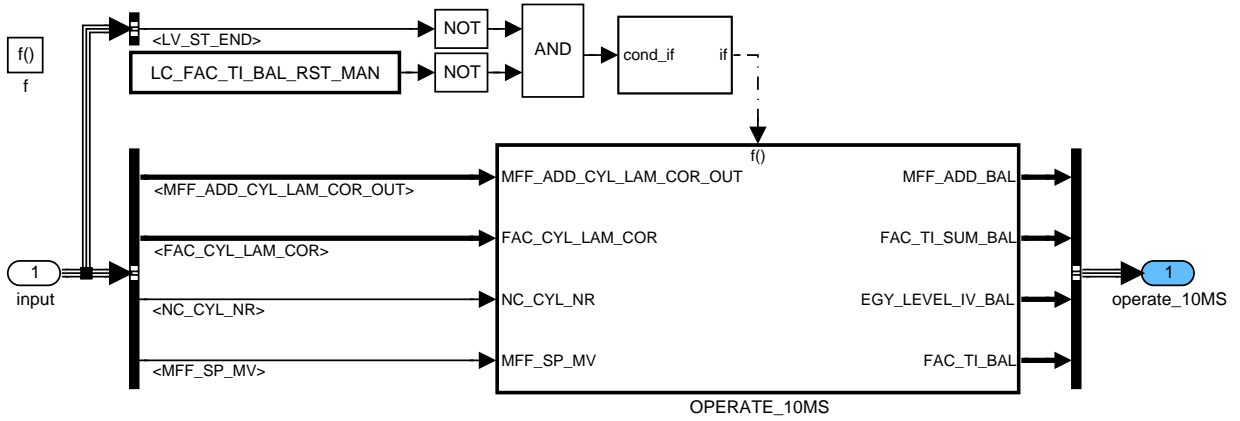 f()
f
<LV_ST_END>
NOT
AND
cond_if
if
LC_FAC_TI_BAL_RST_MAN
NOT
f()
<MFF_ADD_CYL_LAM_COR_OUT>
MFF_ADD_CYL_LAM_COR_OUT
MFF_ADD_BAL
<FAC_CYL_LAM_COR>
FAC_CYL_LAM_COR
FAC_TI_SUM_BAL
1
input
<NC_CYL_NR>
NC_CYL_NR
EGY_LEVEL_IV_BAL
1
operate_10MS
<MFF_SP_MV>
MFF_SP_MV
FAC_TI_BAL
OPERATE_10MS